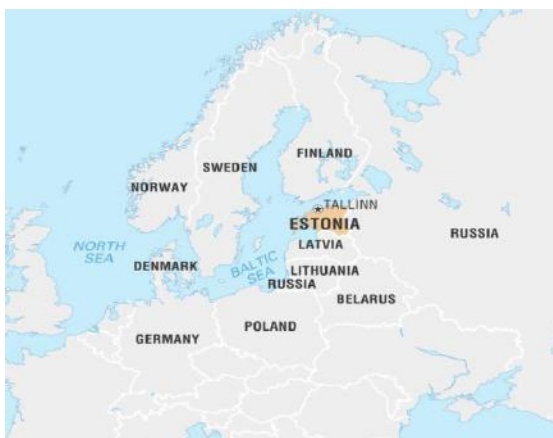 FINLAND
SWEDEN
NORWAY
TALLINN
ESTONIA
RUSSIA
LATVIA
NORTH
SEA
DENMARK
BALTIC
SEA
LITHUANIA
RUSSIA
BELARUS
POLAND
GERMANY